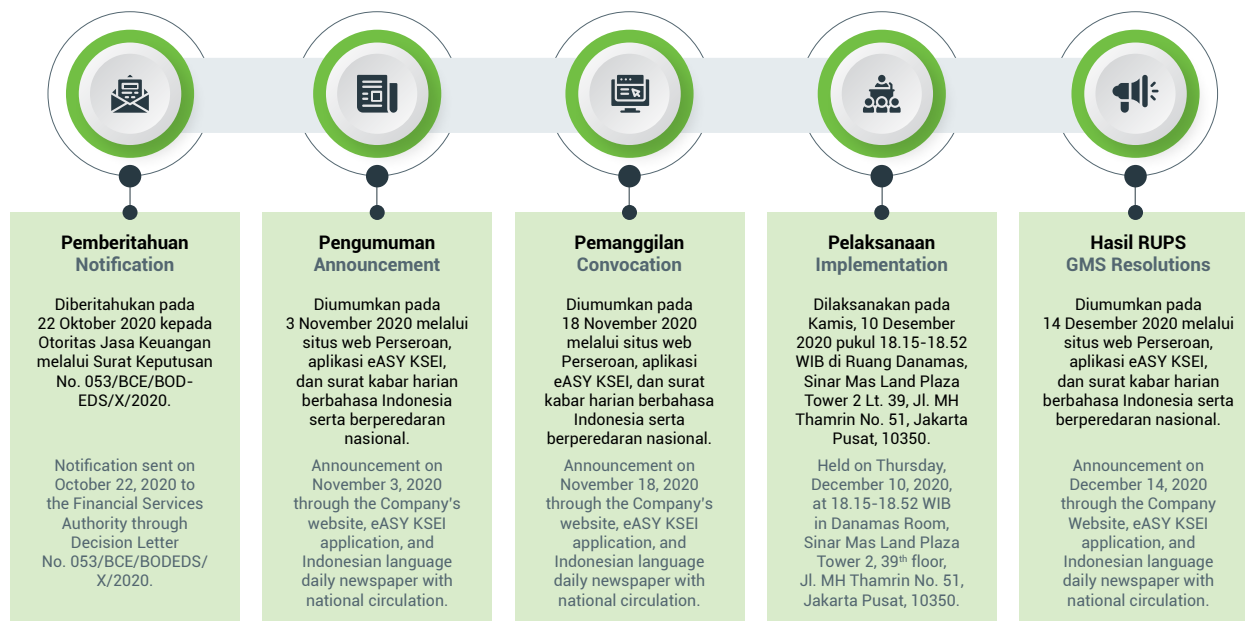 Pemberitahuan
Notification
Diberitahukan pada
22 Oktober 2020 kepada
Otoritas Jasa Keuangan
melalui Surat Keputusan
No. 053/BCE/BOD-
EDS/X/2020.
Notification sent on
October 22, 2020 to
the Financial Services
Authority through
Decision Letter
No. 053/BCE/BODEDS/
X/2020.
Pengumuman
Announcement
Diumumkan pada
3 November 2020 melalui
situs web Perseroan,
aplikasi eASY KSEI,
dan surat kabar harian
berbahasa Indonesia
serta berperedaran
nasional.
Announcement on
November 3, 2020
through the Company's
website, eASY KSEI
application, and
Indonesian language
daily newspaper with
national circulation.
Pemanggilan
Convocation
Diumumkan pada
18 November 2020
melalui situs web
Perseroan, aplikasi
eASY KSEI, dan surat
kabar harian berbahasa
Indonesia serta
berperedaran nasional.
Announcement on
November 18, 2020
through the Company's
website, eASY KSEI
application, and
Indonesian language
daily newspaper with
national circulation.
Pelaksanaan
Implementation
Dilaksanakan pada
Kamis, 10 Desember
2020 pukul 18.15-18.52
WIB di Ruang Danamas,
Sinar Mas Land Plaza
Tower 2 Lt. 39, Jl. MH
Thamrin No. 51, Jakarta
Pusat, 10350.
Held on Thursday,
December 10, 2020,
at 18.15-18.52 WIB
in Danamas Room,
Sinar Mas Land Plaza
Tower 2, 39th floor,
Jl. MH Thamrin No. 51,
Jakarta Pusat, 10350.
Hasil RUPS
GMS Resolutions
Diumumkan pada
14 Desember 2020 melalui
situs web Perseroan,
aplikasi eASY KSEI,
dan surat kabar harian
berbahasa Indonesia serta
berperedaran nasional.
Announcement on
December 14, 2020
through the Company
Website, eASY KSEI
application, and
Indonesian language
daily newspaper with
national circulation.